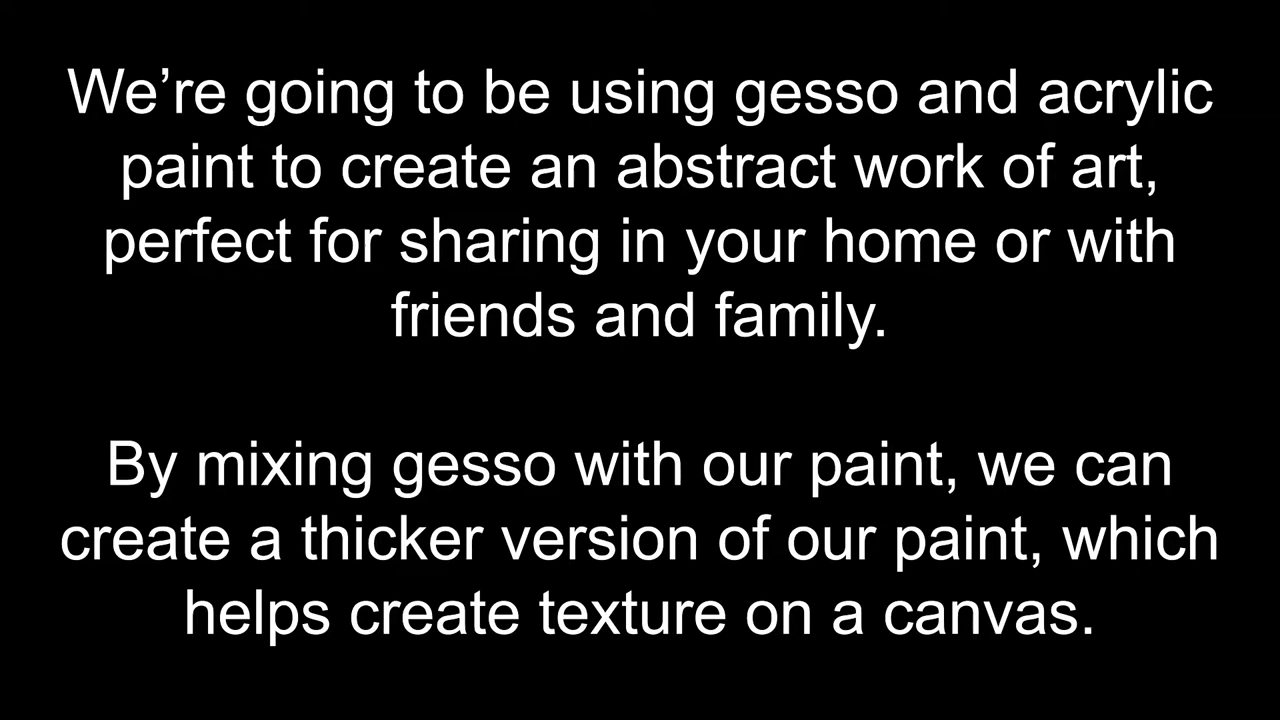 We’re going to be using gesso and acrylic
paint to create an abstract work of art,
perfect for sharing in your home or with
friends and family.
By mixing gesso with our paint, we can
create a thicker version of our paint, which
helps create texture on a canvas.